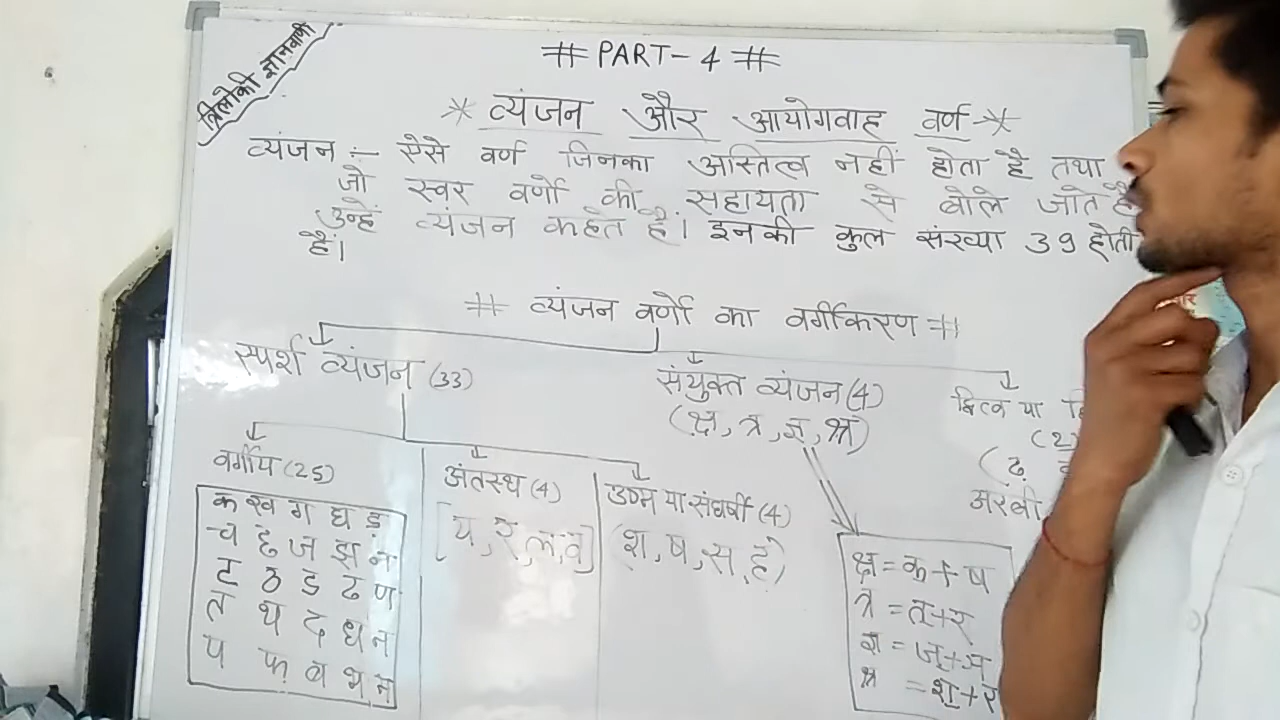 त्रिलोकी ज्ञानवाणी
# PART-4 #
* व्यंजन और आयोगवाह वर्ण *
व्यंजन :- ऐसे वर्ण जिनका अस्तित्व नहीं होता है तथा
जो स्वर वर्णो की सहायता से बोले जाते है
उन्हें व्यंजन कहते है। इनकी कुल संख्या 39 होती
है।
# व्यंजन वर्णो का वर्गीकरण #
स्पर्श व्यंजन (33)
संयुक्त व्यंजन (4)
(क्ष, त्र, ज्ञ, श्र)
द्वित्व या
(2)
(ढ़
अरबी
वर्गीय (25)
क ख ग घ ङ
च छ ज झ न
ट ठ ड ढ ण
त थ द ध न
प फ ब भ न
अंतस्थ (4)
[य, र, ल, व]
उष्म या संघर्षी (4)
(श, ष, स, ह)
क्ष = क + ष
त्र = त् + र
ज्ञ = ज् + ञ
श्र = श् + र